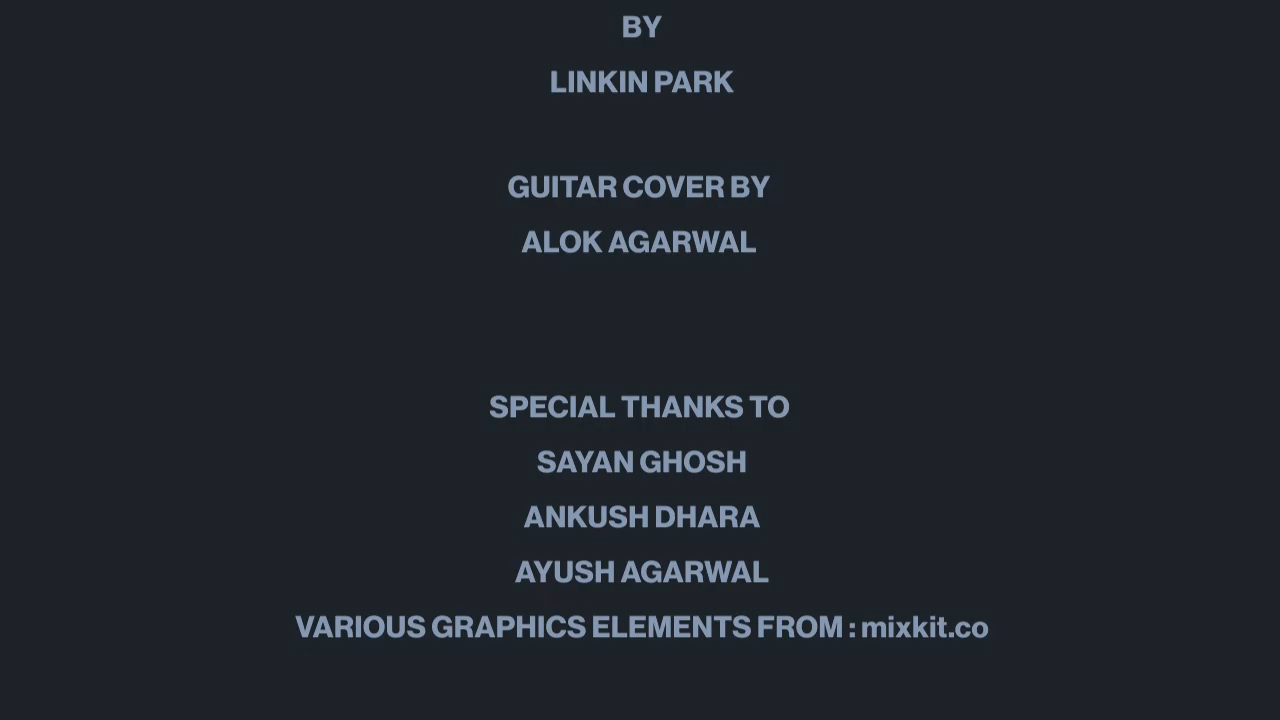 BY
LINKIN PARK
GUITAR COVER BY
ALOK AGARWAL
SPECIAL THANKS TO
SAYAN GHOSH
ANKUSH DHARA
AYUSH AGARWAL
VARIOUS GRAPHICS ELEMENTS FROM : mixkit.co